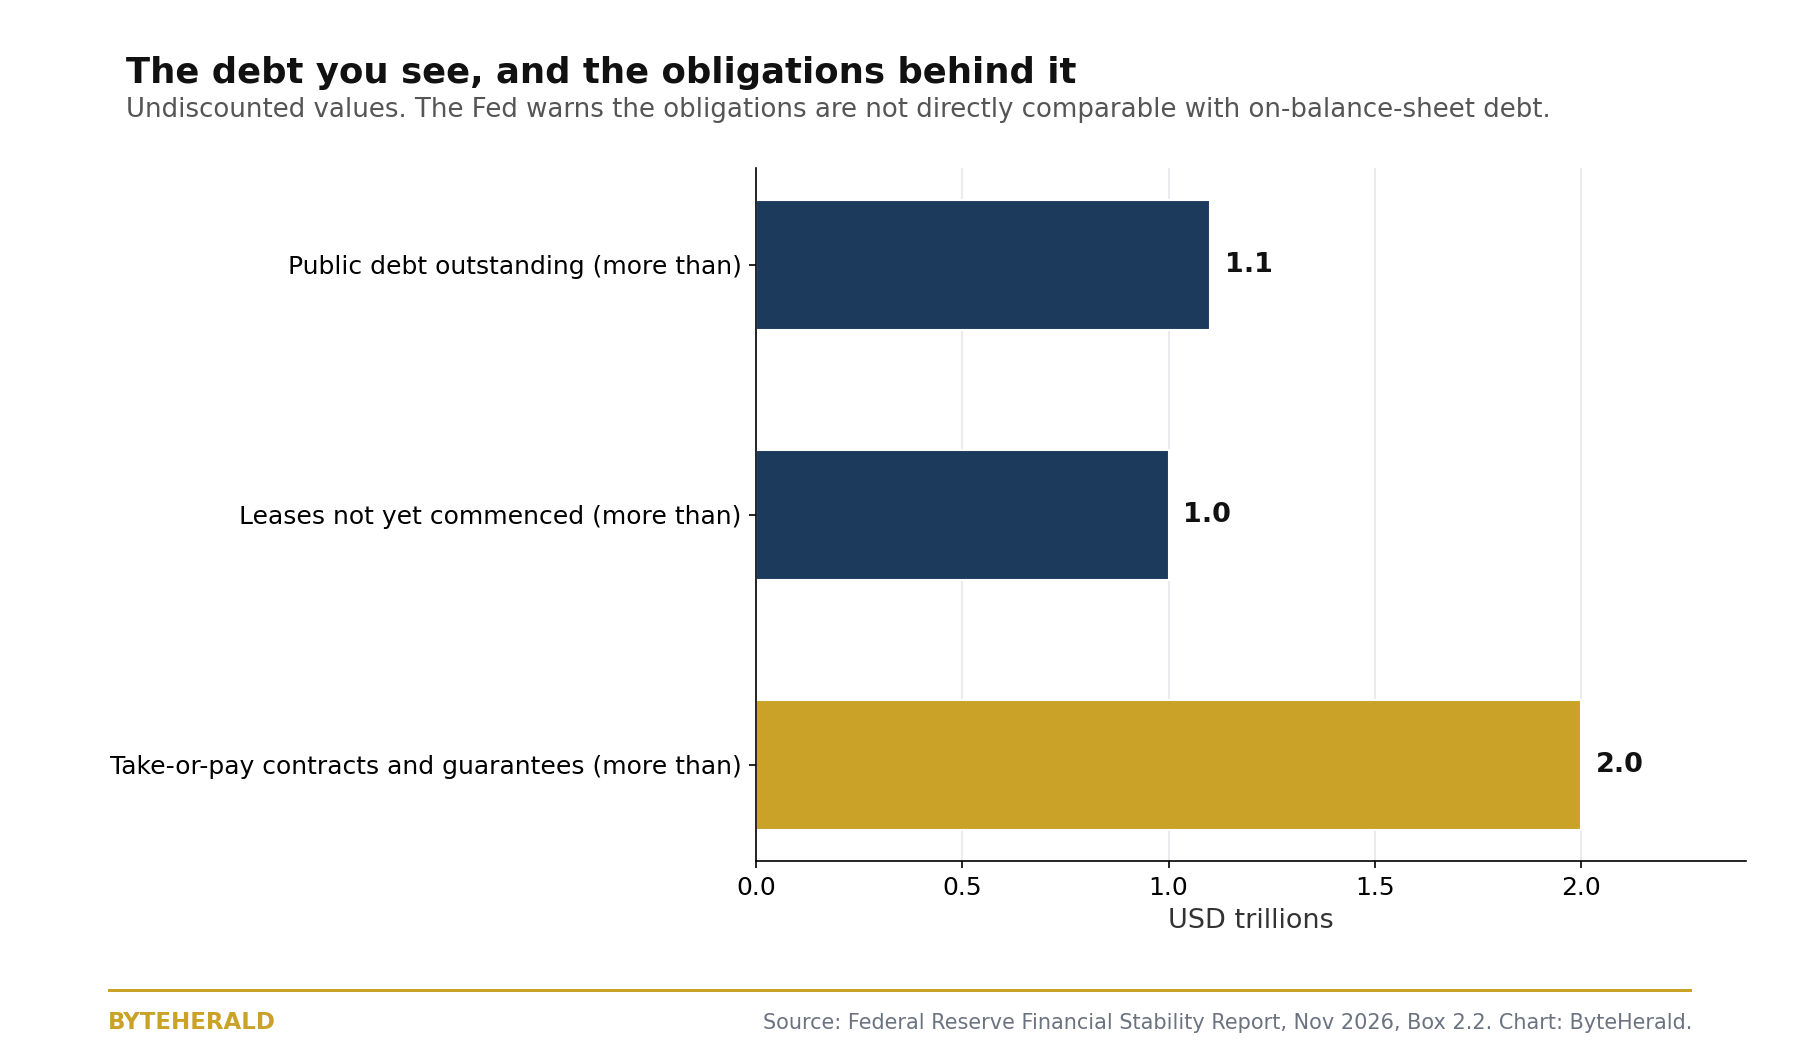 The debt you see, and the obligations behind it
Undiscounted values. The Fed warns the obligations are not directly comparable with on-balance-sheet debt.
Public debt outstanding (more than)
1.1
Leases not yet commenced (more than)
1.0
Take-or-pay contracts and guarantees (more than)
2.0
0.0 0.5 1.0 1.5 2.0
USD trillions
BYTEHERALD
Source: Federal Reserve Financial Stability Report, Nov 2026, Box 2.2. Chart: ByteHerald.